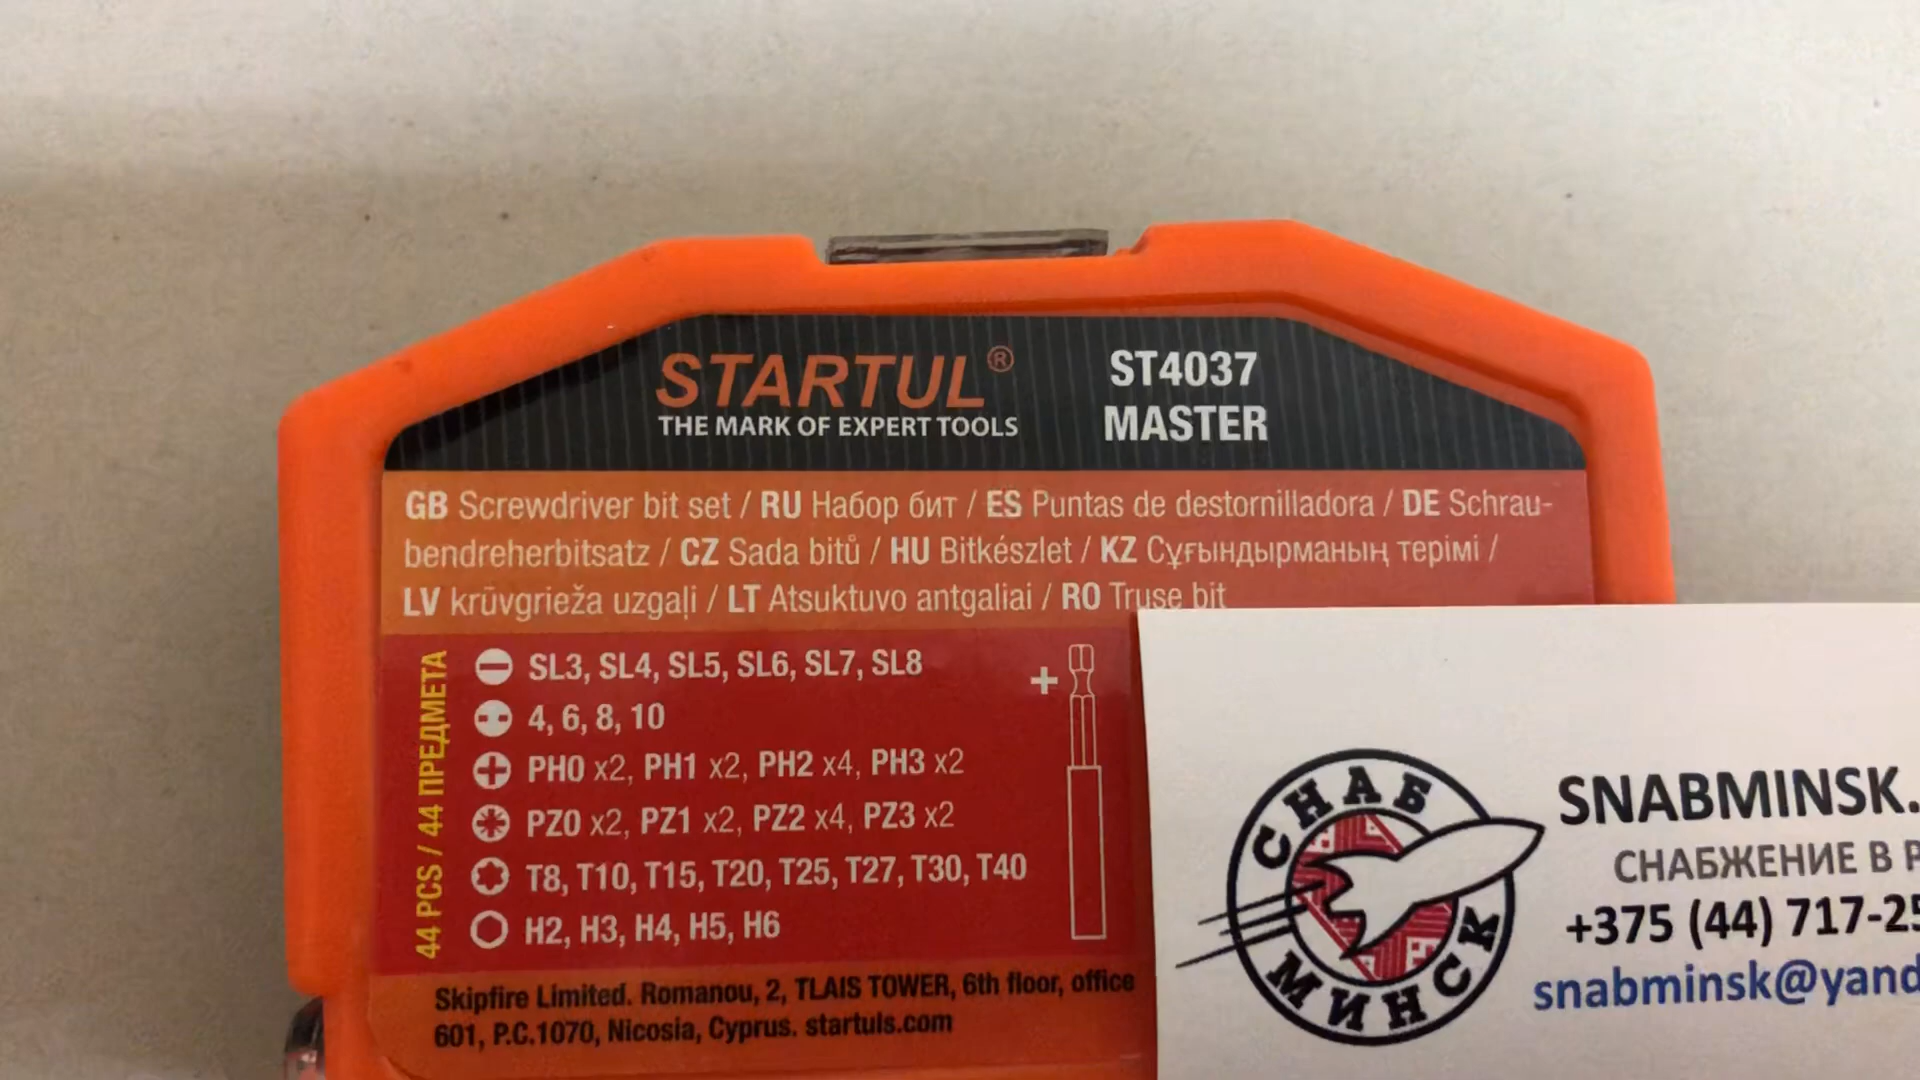 STARTUL®
THE MARK OF EXPERT TOOLS
ST4037
MASTER
GB Screwdriver bit set / RU Набор бит / ES Puntas de destornilladora / DE Schrau-
bendreherbitsatz / CZ Sada bitů / HU Bitkészlet / KZ Сұғындырманың терімі /
LV krūvgrieža uzgaļi / LT Atsuktuvo antgaliai / RO Truse bit
44 PCS / 44 ПРЕДМЕТА
SL3, SL4, SL5, SL6, SL7, SL8
4, 6, 8, 10
PH0 x2, PH1 x2, PH2 x4, PH3 x2
PZ0 x2, PZ1 x2, PZ2 x4, PZ3 x2
T8, T10, T15, T20, T25, T27, T30, T40
H2, H3, H4, H5, H6
+
Skipfire Limited. Romanou, 2, TLAIS TOWER, 6th floor, office
601, P.C.1070, Nicosia, Cyprus. startuls.com
СНАБ
МИНСК
SNABMINSK.
СНАБЖЕНИЕ В Р
+375 (44) 717-25
snabminsk@yand